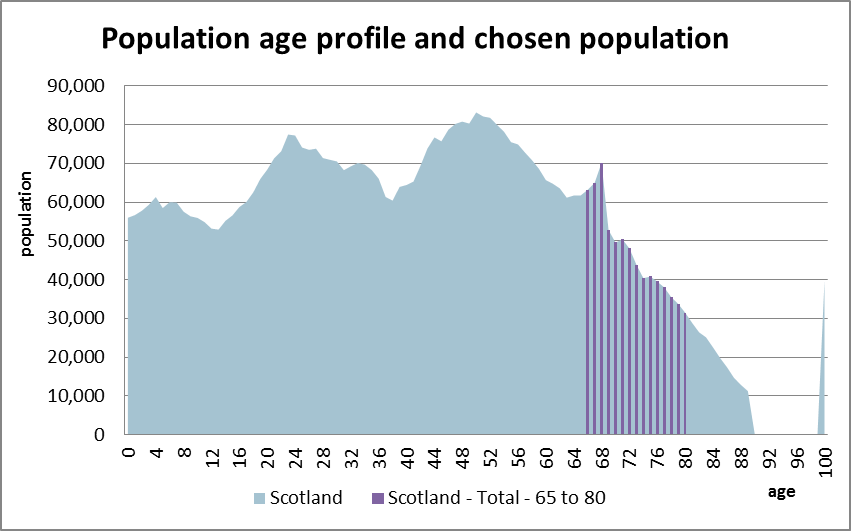 Population age profile and chosen population
population
90,000
80,000
70,000
60,000
50,000
40,000
30,000
20,000
10,000
0
0 4 8 12 16 20 24 28 32 36 40 44 48 52 56 60 64 68 72 76 80 84 88 92 96 100
age
Scotland Scotland - Total - 65 to 80